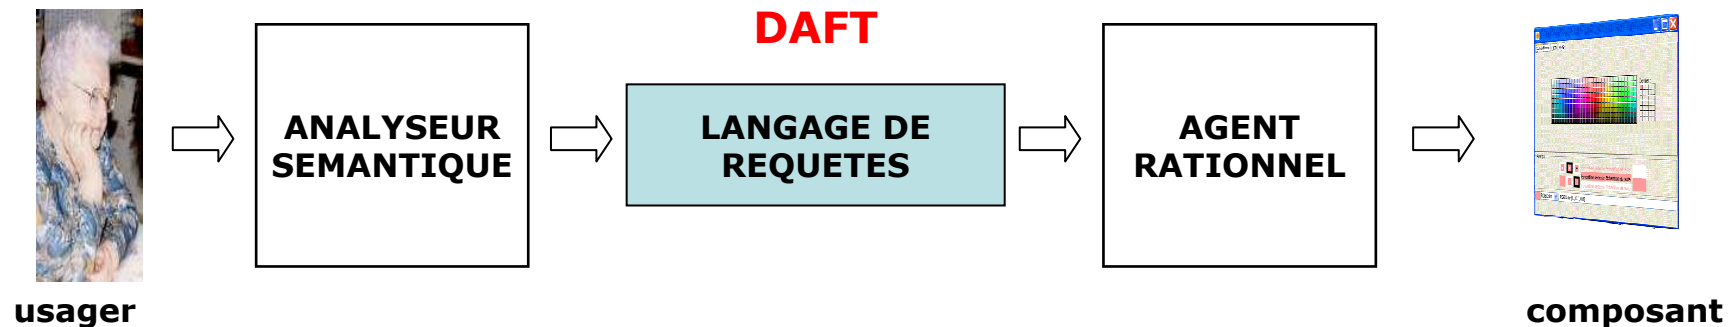 DAFT
ANALYSEUR
SEMANTIQUE
LANGAGE DE
REQUETES
AGENT
RATIONNEL
usager
composant